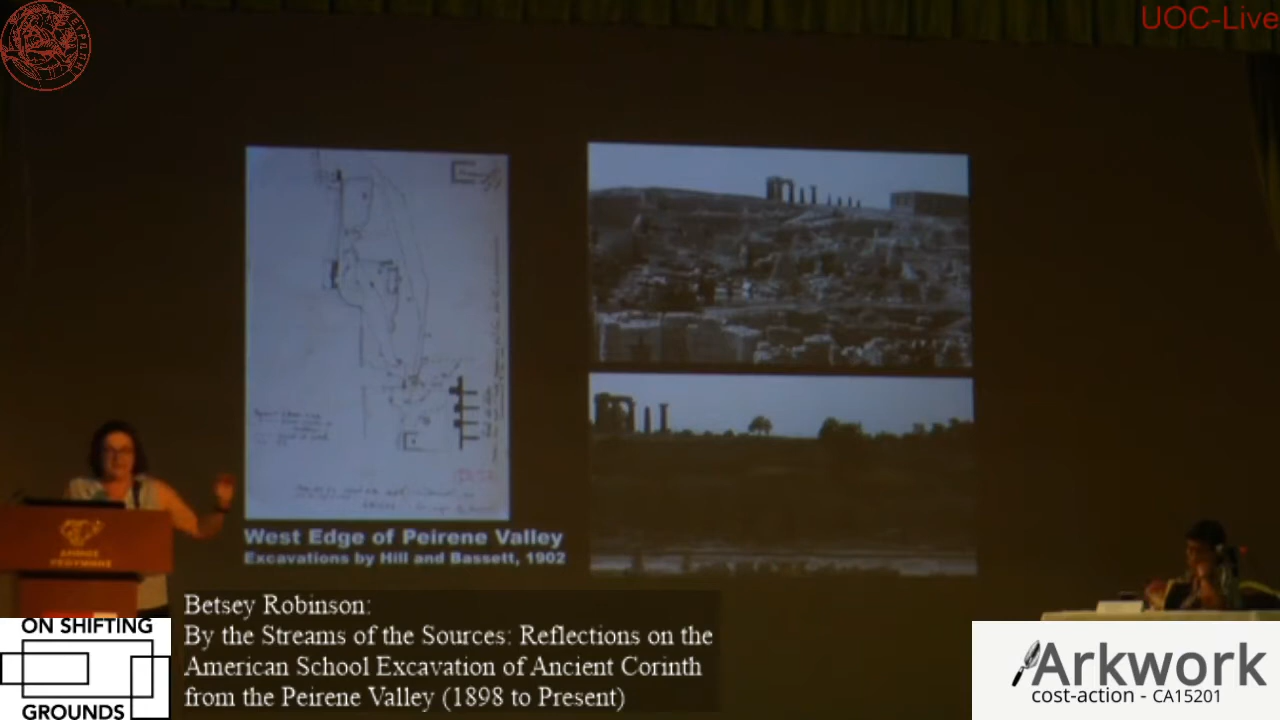 UOC-Live
West Edge of Peirene Valley
Excavations by Hill and Bassett, 1902
ΔΗΜΟΣ
ΡΕΘΥΜΝΗΣ
Betsey Robinson:
By the Streams of the Sources: Reflections on the
American School Excavation of Ancient Corinth
from the Peirene Valley (1898 to Present)
ON SHIFTING
GROUNDS
Arkwork
cost-action - CA15201